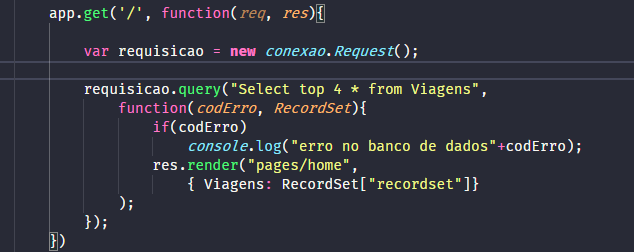 app.get('/', function(req, res){
var requisicao = new conexao.Request();
requisicao.query("Select top 4 * from Viagens",
function(codErro, RecordSet){
if(codErro)
console.log("erro no banco de dados"+codErro);
res.render("pages/home",
{ Viagens: RecordSet["recordset"]}
);
});
})